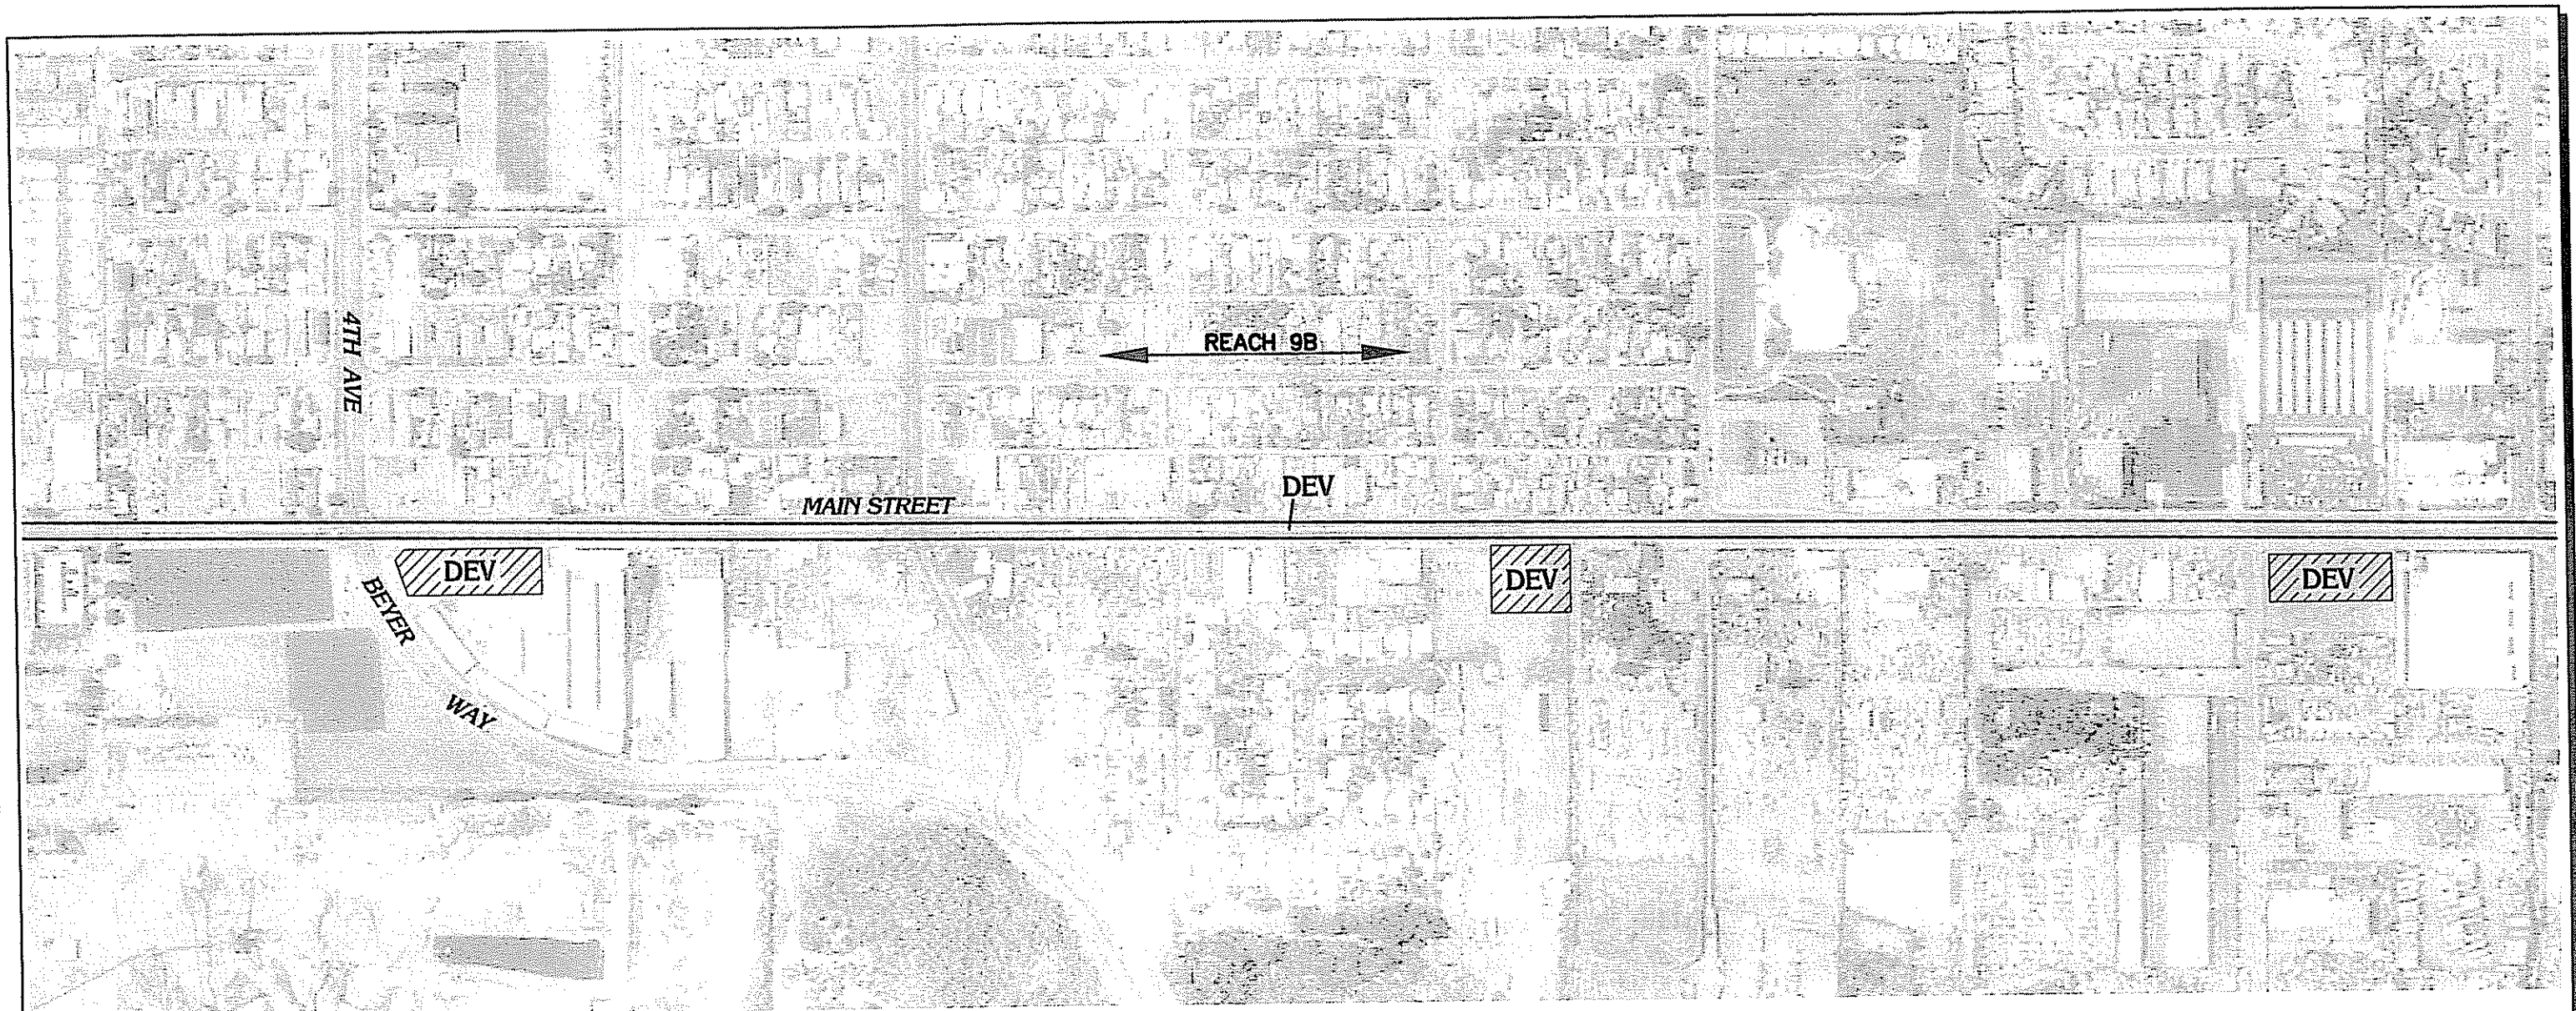 4TH AVE
REACH 9B
MAIN STREET
DEV
DEV
DEV
DEV
BEYER
WAY